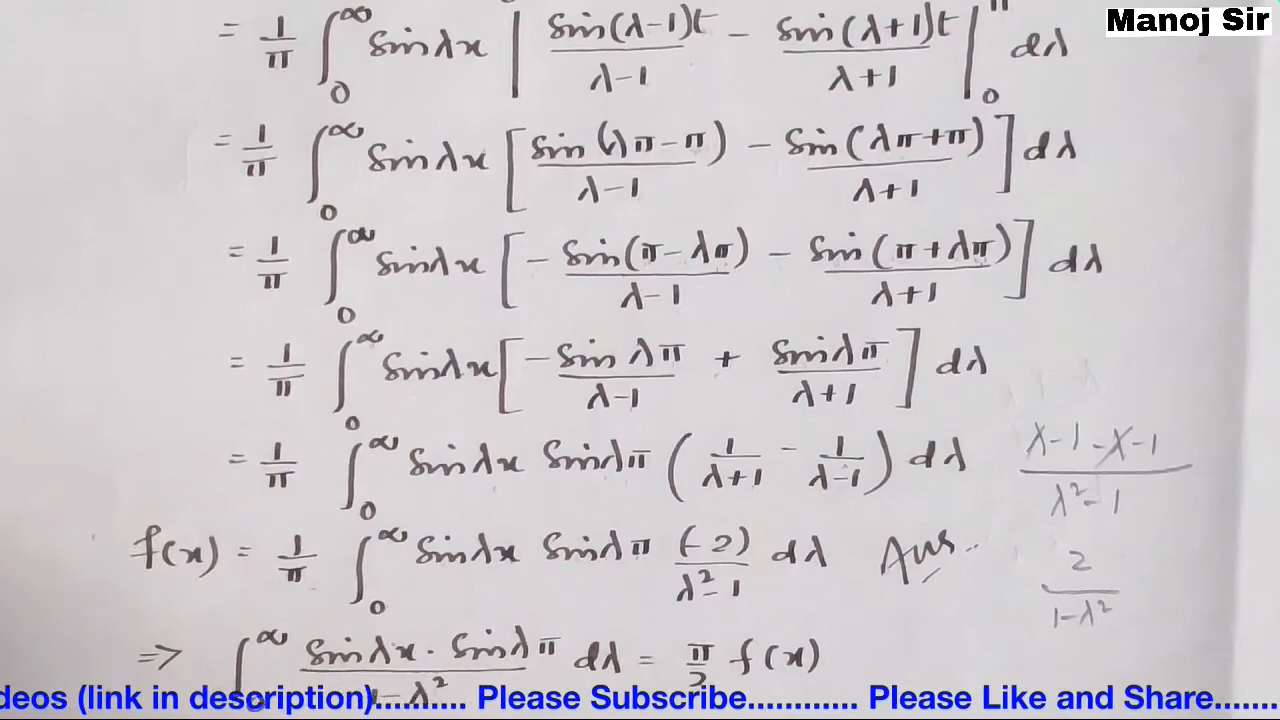 Manoj Sir
= 1/π ∫₀^∞ sin λx | sin(λ-1)t/λ-1 - sin(λ+1)t/λ+1 |₀^π dλ
= 1/π ∫₀^∞ sin λx [ sin(λπ-π)/λ-1 - sin(λπ+π)/λ+1 ] dλ
= 1/π ∫₀^∞ sin λx [ - sin(π-λπ)/λ-1 - sin(π+λπ)/λ+1 ] dλ
= 1/π ∫₀^∞ sin λx [ - sin λπ/λ-1 + sin λπ/λ+1 ] dλ
= 1/π ∫₀^∞ sin λx sin λπ ( 1/λ+1 - 1/λ-1 ) dλ
λ-1-λ-1/λ²-1
f(x) = 1/π ∫₀^∞ sin λx sin λπ (-2)/λ²-1 dλ Ans..
2/1-λ²
⇒ ∫₀^∞ sin λx · sin λπ/1-λ² dλ = π/2 f(x)
deos (link in description).......... Please Subscribe............ Please Like and Share.......